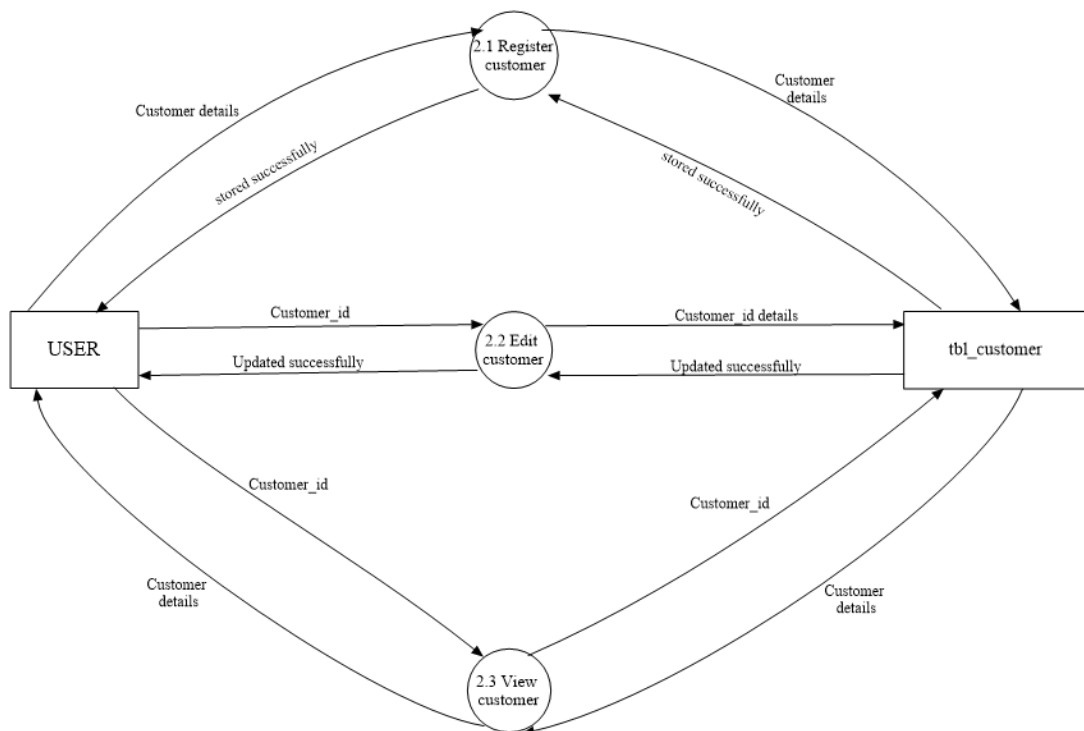 2.1 Register
customer
Customer details
Customer
details
stored successfully
stored successfully
Customer_id
Customer_id details
USER
2.2 Edit
customer
tbl_customer
Updated successfully
Updated successfully
Customer_id
Customer_id
Customer
details
Customer
details
2.3 View
customer